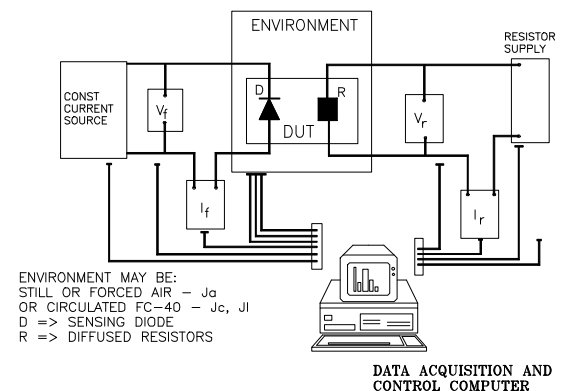 ENVIRONMENT
RESISTOR
SUPPLY
CONST
CURRENT
SOURCE
Vf
D
R
DUT
Vr
If
Ir
ENVIRONMENT MAY BE:
STILL OR FORCED AIR – Ja
OR CIRCULATED FC-40 – Jc, Jl
D => SENSING DIODE
R => DIFFUSED RESISTORS
DATA ACQUISITION AND
CONTROL COMPUTER